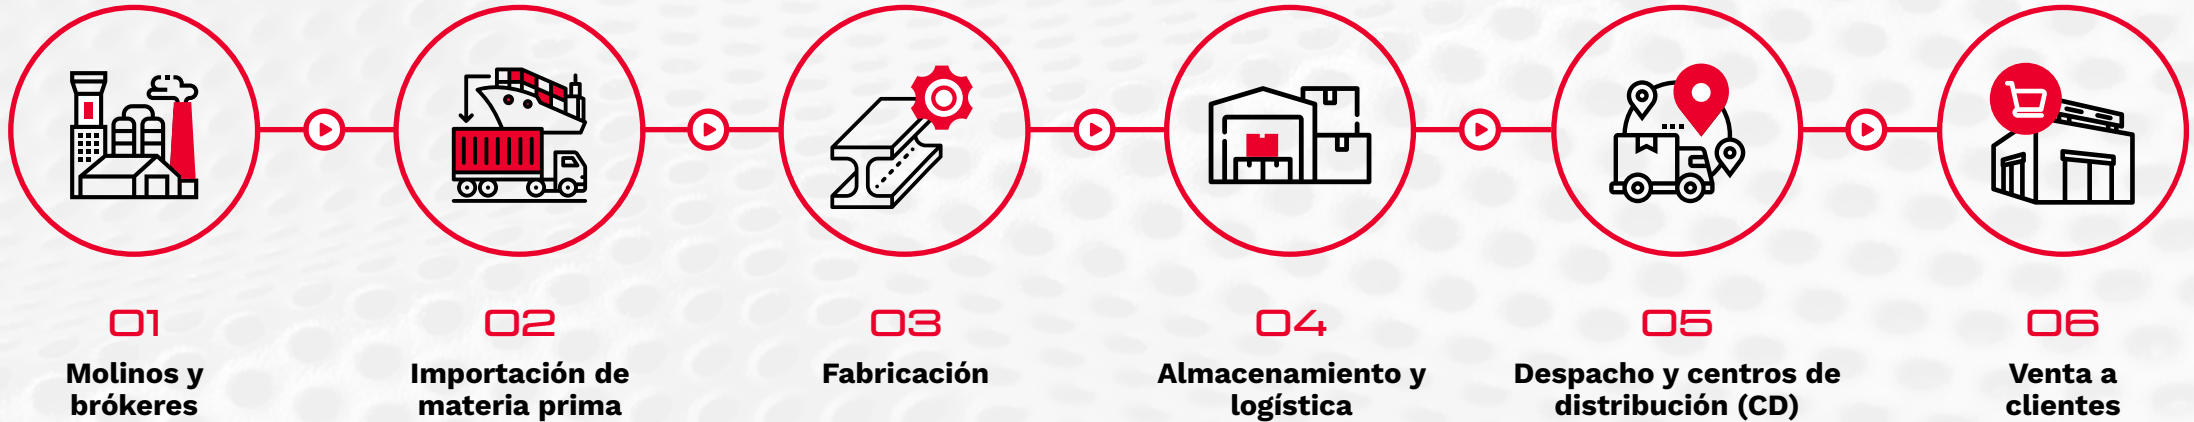 01
Molinos y
brókeres
02
Importación de
materia prima
03
Fabricación
04
Almacenamiento y
logística
05
Despacho y centros de
distribución (CD)
06
Venta a
clientes